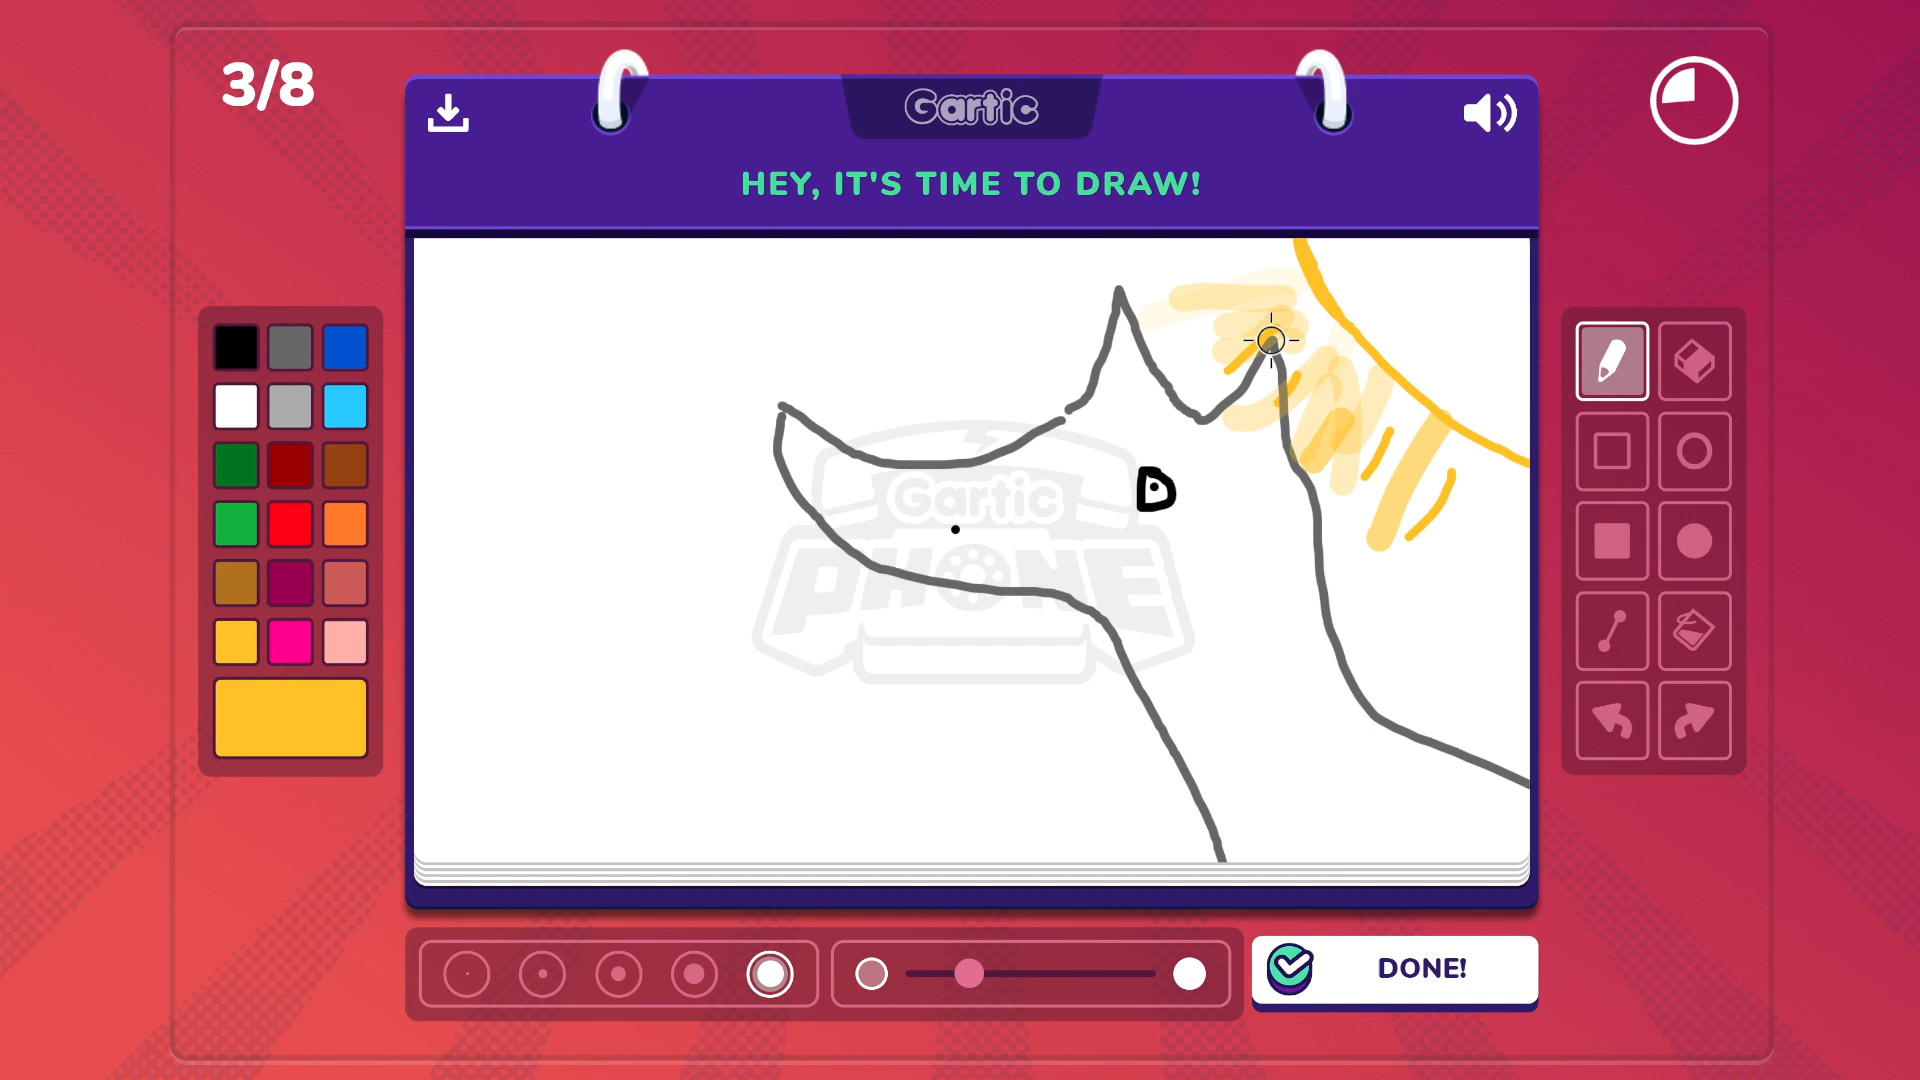 3/8
Gartic
HEY, IT'S TIME TO DRAW!
Gartic
PHONE
DONE!